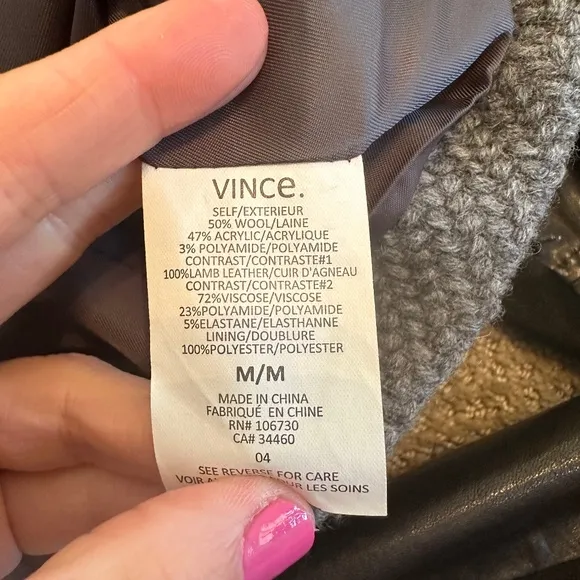 VINCe.
SELF/EXTERIEUR
50% WOOL/LAINE
47% ACRYLIC/ACRYLIQUE
3% POLYAMIDE/POLYAMIDE
CONTRAST/CONTRASTE#1
100%LAMB LEATHER/CUIR D'AGNEAU
CONTRAST/CONTRASTE#2
72%VISCOSE/VISCOSE
23%POLYAMIDE/POLYAMIDE
5%ELASTANE/ELASTHANNE
LINING/DOUBLURE
100%POLYESTER/POLYESTER
M/M
MADE IN CHINA
FABRIQUÉ EN CHINE
RN# 106730
CA# 34460
04
SEE REVERSE FOR CARE
VOIR LES SOINS